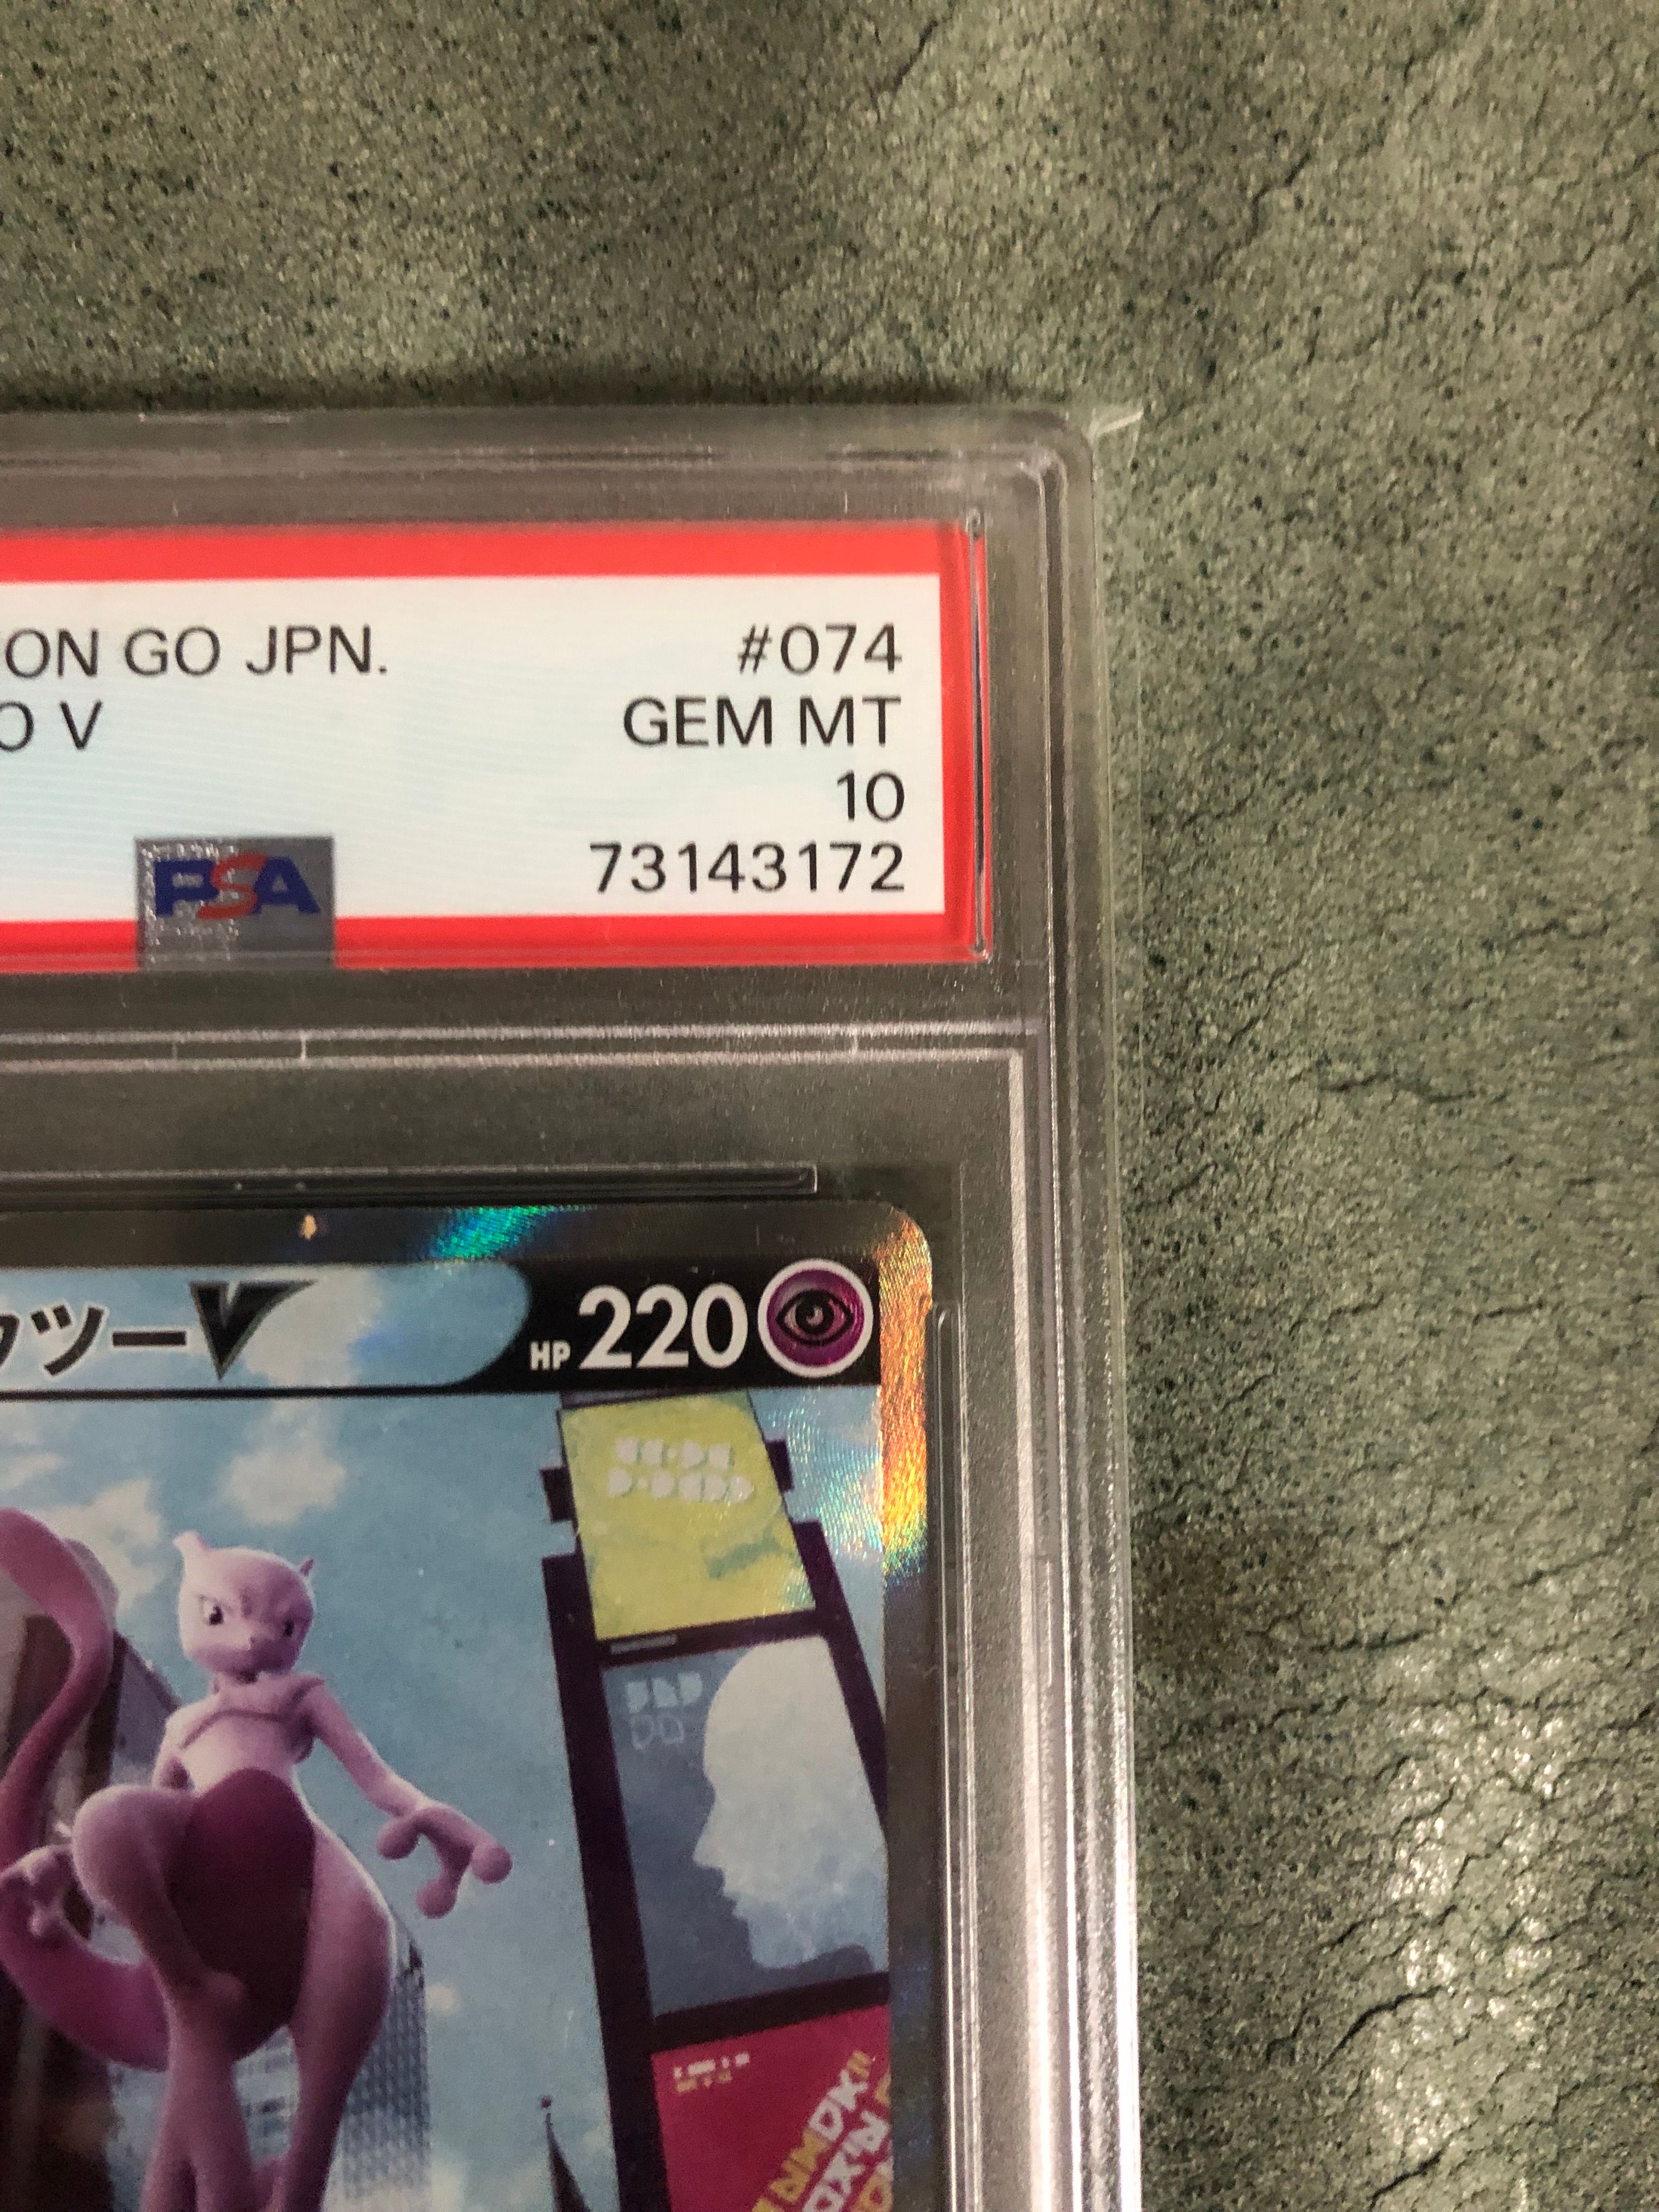 ON GO JPN. #074
O V GEM MT
10
PSA 73143172
ツーV HP 220